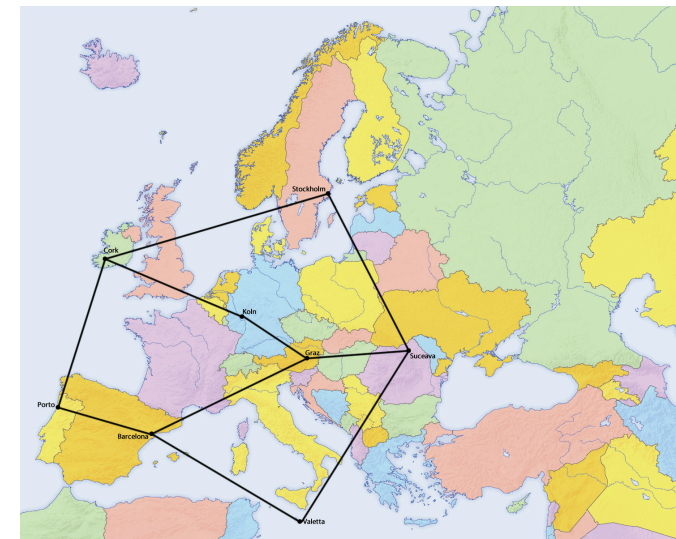 Stockholm
Cork
Koln
Graz
Suceava
Porto
Barcelona
Valetta